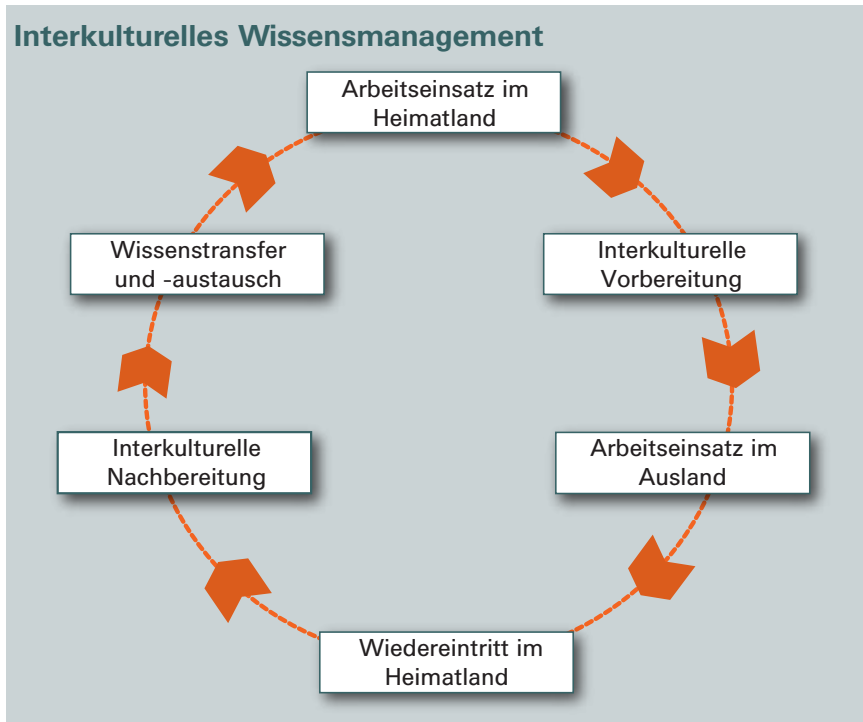 Interkulturelles Wissensmanagement
Arbeitseinsatz im
Heimatland
Interkulturelle
Vorbereitung
Arbeitseinsatz im
Ausland
Wiedereintritt im
Heimatland
Interkulturelle
Nachbereitung
Wissenstransfer
und -austausch